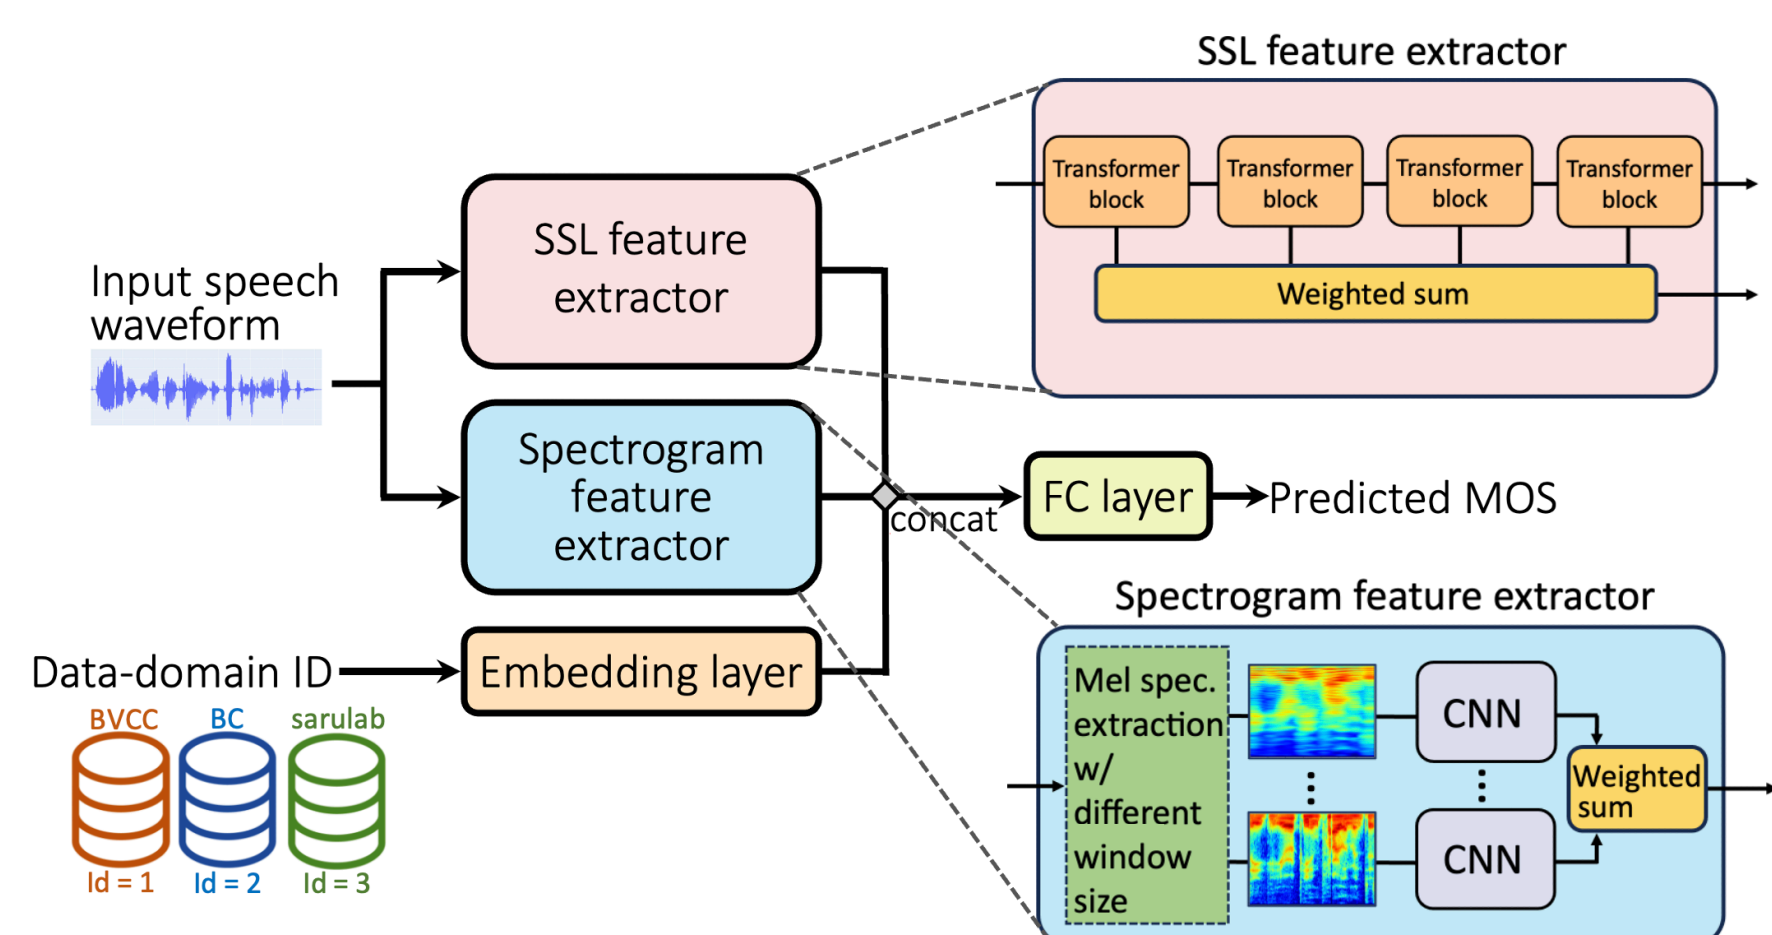 SSL feature extractor
Transformer
block
Transformer
block
Transformer
block
Transformer
block
Weighted sum
SSL feature
extractor
Input speech
waveform
Spectrogram
feature
extractor
concat
FC layer
Predicted MOS
Data-domain ID
Embedding layer
BVCC
BC
sarulab
Id = 1
Id = 2
Id = 3
Spectrogram feature extractor
Mel spec.
extraction
w/
different
window
size
CNN
CNN
Weighted
sum